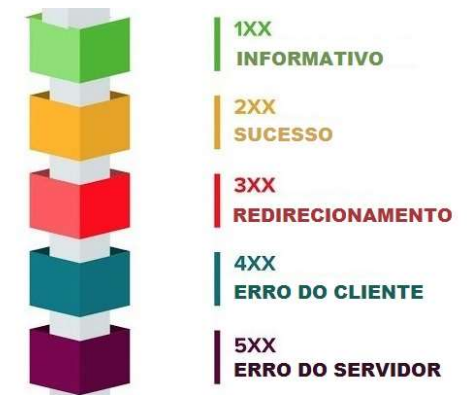 1XX
INFORMATIVO
2XX
SUCESSO
3XX
REDIRECIONAMENTO
4XX
ERRO DO CLIENTE
5XX
ERRO DO SERVIDOR